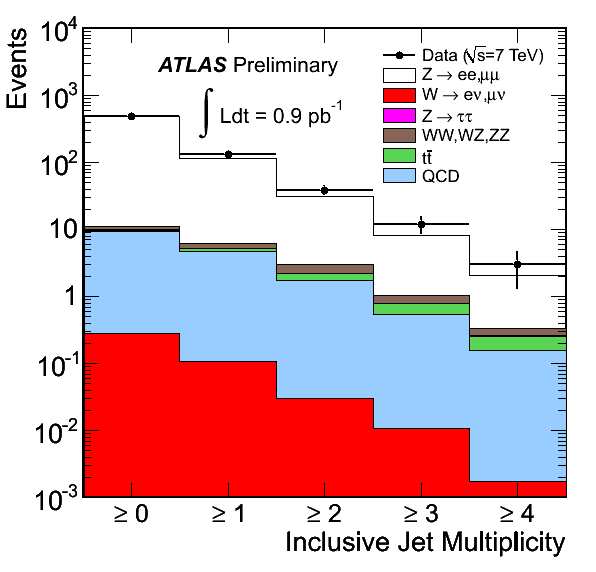 Events
10⁴
10³
10²
10
1
10⁻¹
10⁻²
10⁻³
ATLAS Preliminary
∫ Ldt = 0.9 pb⁻¹
Data (√s=7 TeV)
Z → ee,μμ
W → eν,μν
Z → ττ
WW,WZ,ZZ
tt̄
QCD
≥ 0 ≥ 1 ≥ 2 ≥ 3 ≥ 4
Inclusive Jet Multiplicity